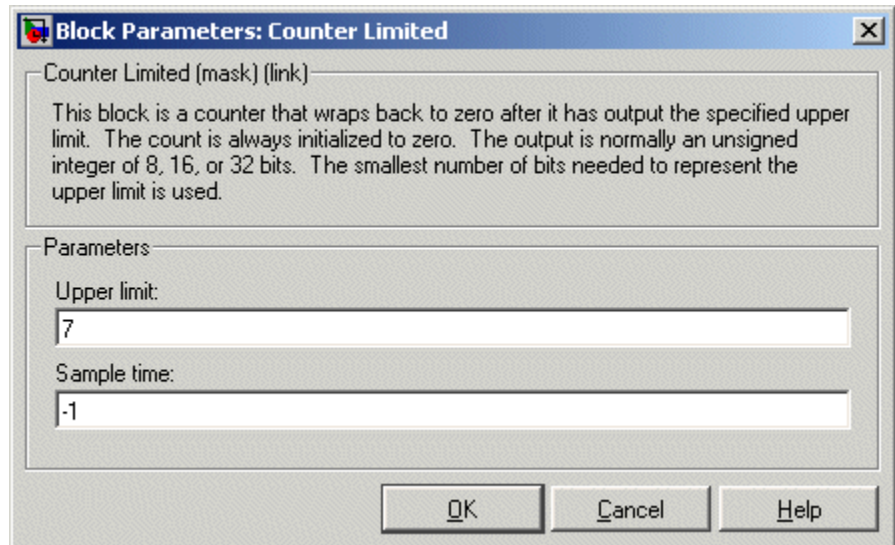 Block Parameters: Counter Limited
Counter Limited (mask) (link)
This block is a counter that wraps back to zero after it has output the specified upper
limit.  The count is always initialized to zero.  The output is normally an unsigned
integer of 8, 16, or 32 bits.  The smallest number of bits needed to represent the
upper limit is used.
Parameters
Upper limit:
7
Sample time:
-1
OK Cancel Help